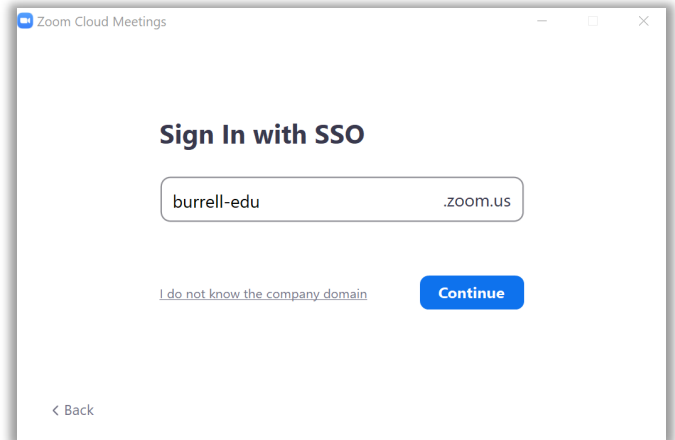 Zoom Cloud Meetings
Sign In with SSO
burrell-edu .zoom.us
I do not know the company domain
Continue
Back